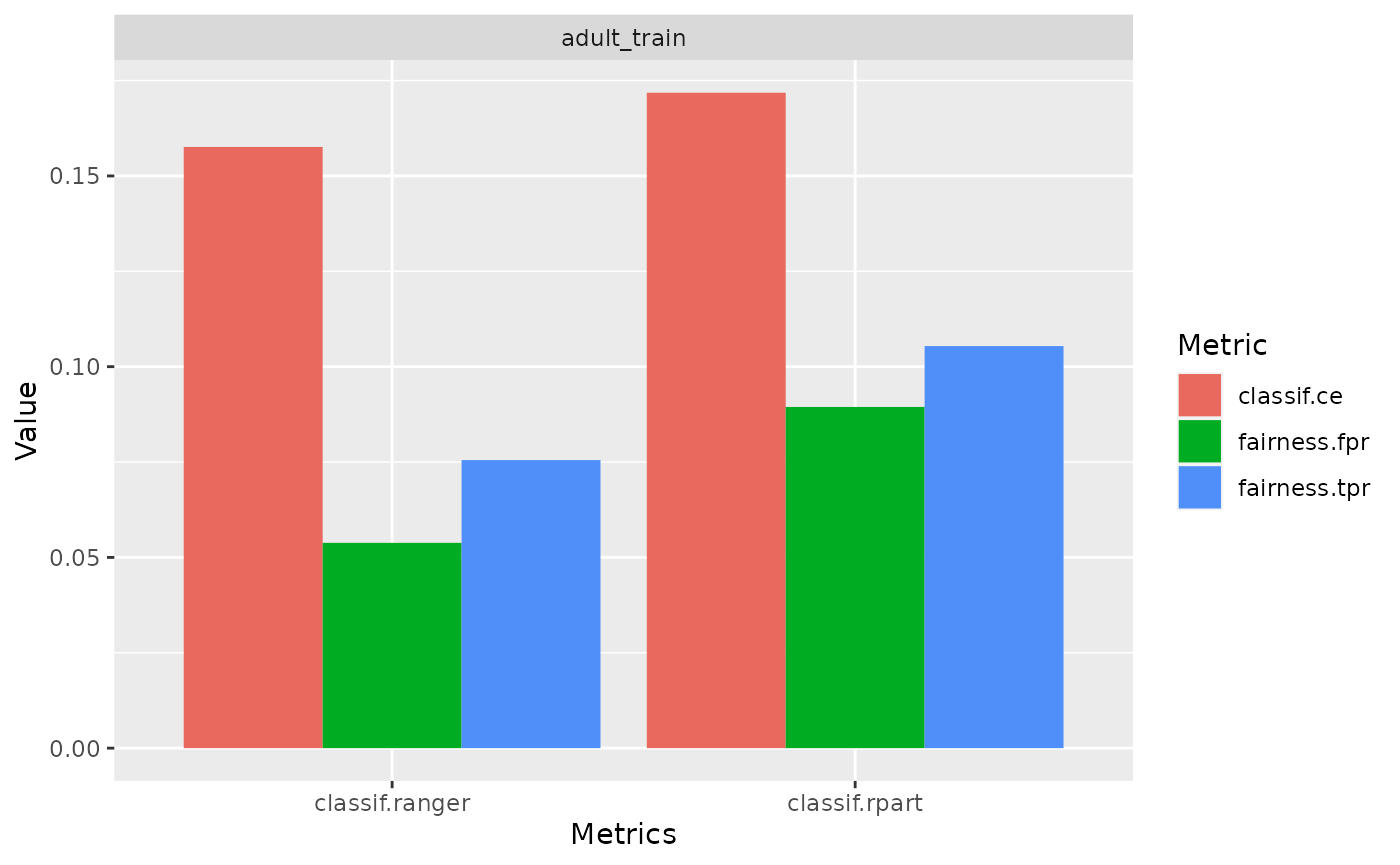 adult_train
Value
0.15
0.10
0.05
0.00
classif.ranger
classif.rpart
Metrics
Metric
classif.ce
fairness.fpr
fairness.tpr